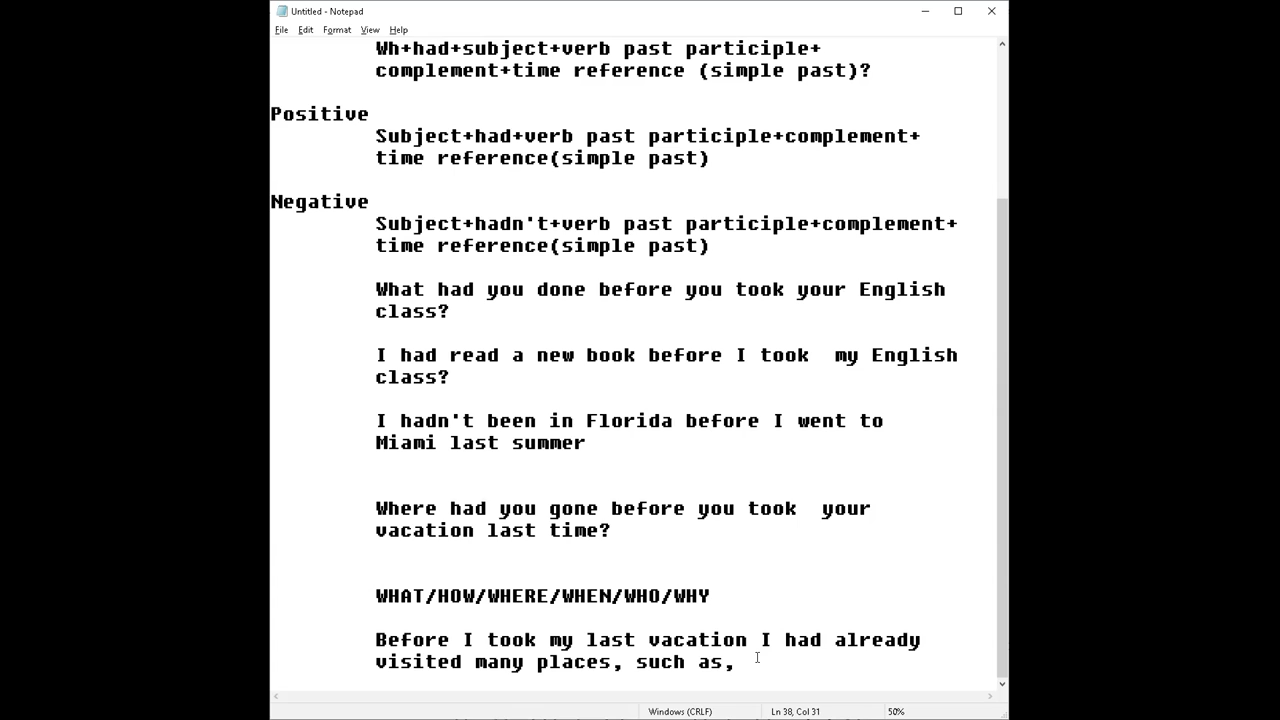 Untitled - Notepad
File Edit Format View Help
Wh+had+subject+verb past participle+
complement+time reference (simple past)?
Positive
Subject+had+verb past participle+complement+
time reference(simple past)
Negative
Subject+hadn't+verb past participle+complement+
time reference(simple past)
What had you done before you took your English
class?
I had read a new book before I took  my English
class?
I hadn't been in Florida before I went to
Miami last summer
Where had you gone before you took  your
vacation last time?
WHAT/HOW/WHERE/WHEN/WHO/WHY
Before I took my last vacation I had already
visited many places, such as,
Windows (CRLF) Ln 38, Col 31 50%